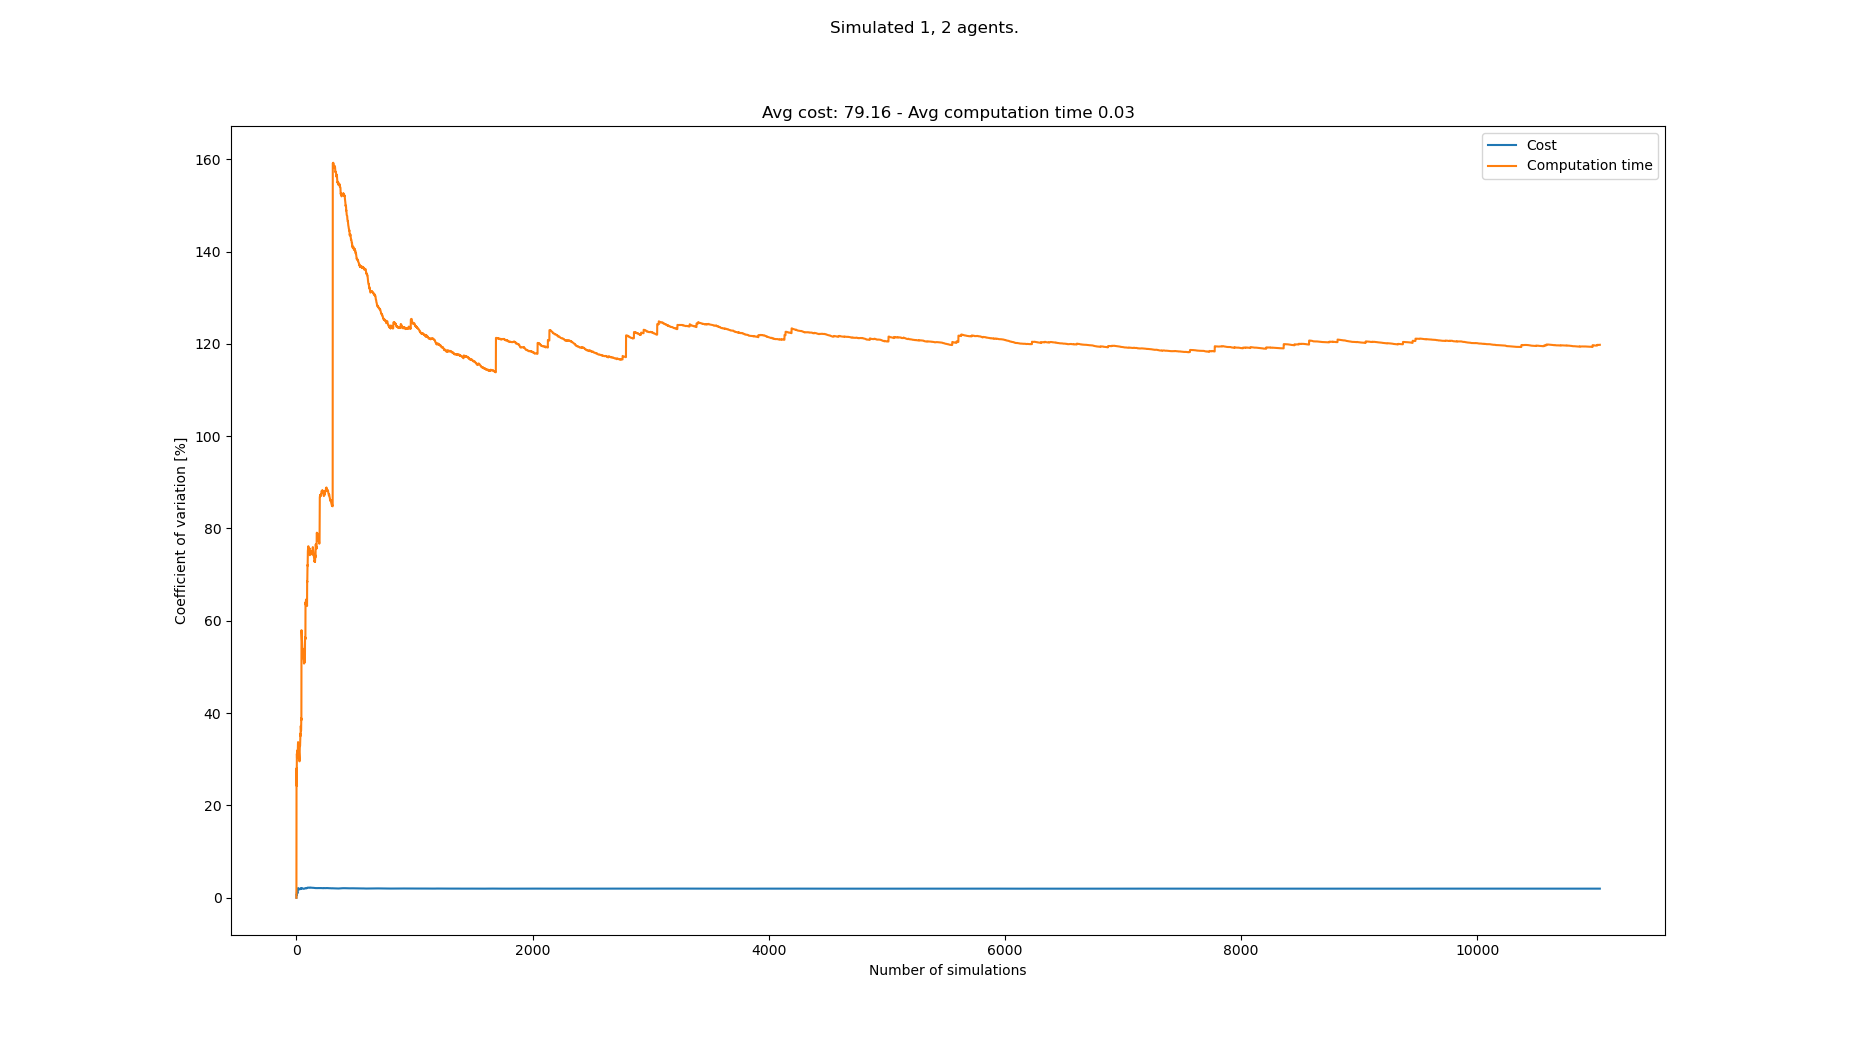 Simulated 1, 2 agents.
Avg cost: 79.16 - Avg computation time 0.03
Cost
Computation time
160
140
120
100
80
60
40
20
0
Coefficient of variation [%]
0 2000 4000 6000 8000 10000
Number of simulations